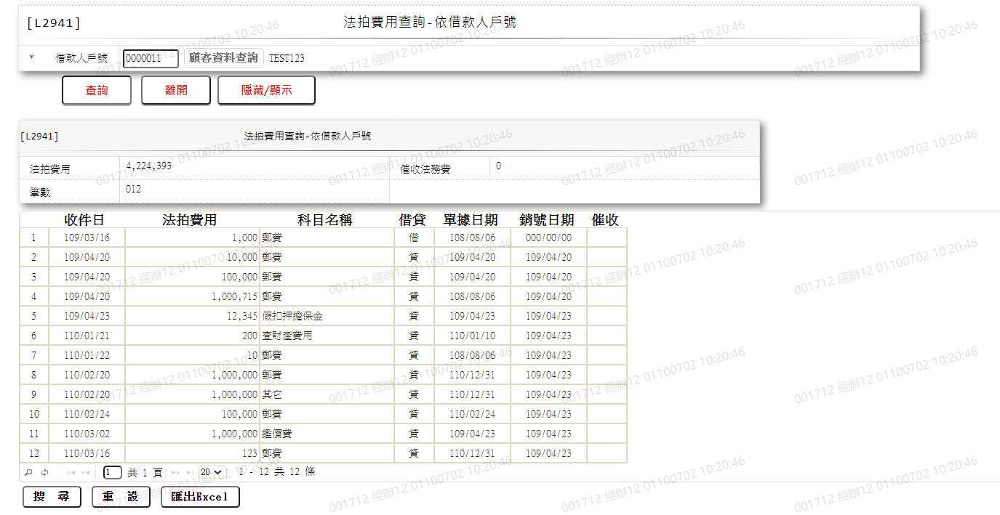 [L2941] 法拍費用查詢-依借款人戶號
* 借款人戶號 0000011 顧客資料查詢 TEST123
查詢 離開 隱藏/顯示
[L2941] 法拍費用查詢-依借款人戶號
法拍費用 4,224,393 催收法務費 0
筆數 012
收件日 法拍費用 科目名稱 借貸 單據日期 銷號日期 催收
1 109/03/16 1,000 郵費 借 108/08/06 000/00/00
2 109/04/20 10,000 郵費 貸 109/04/20 109/04/20
3 109/04/20 100,000 郵費 貸 109/04/20 109/04/20
4 109/04/20 1,000,715 郵費 貸 108/08/06 109/04/20
5 109/04/23 12,345 假扣押擔保金 貸 109/04/23 109/04/23
6 110/01/21 200 查財產費用 貸 110/01/10 109/04/23
7 110/01/22 10 郵費 貸 108/08/06 109/04/23
8 110/02/20 1,000,000 郵費 貸 110/12/31 109/04/23
9 110/02/20 1,000,000 其它 貸 110/12/31 109/04/23
10 110/02/24 100,000 郵費 貸 110/02/24 109/04/23
11 110/03/02 1,000,000 鑑價費 貸 109/04/23 109/04/23
12 110/03/16 123 郵費 貸 110/12/31 109/04/23
1 共 1 頁 20 1 - 12 共 12 條
搜 尋 重 設 匯出Excel
001712 經辦12 01100702 10:20:46